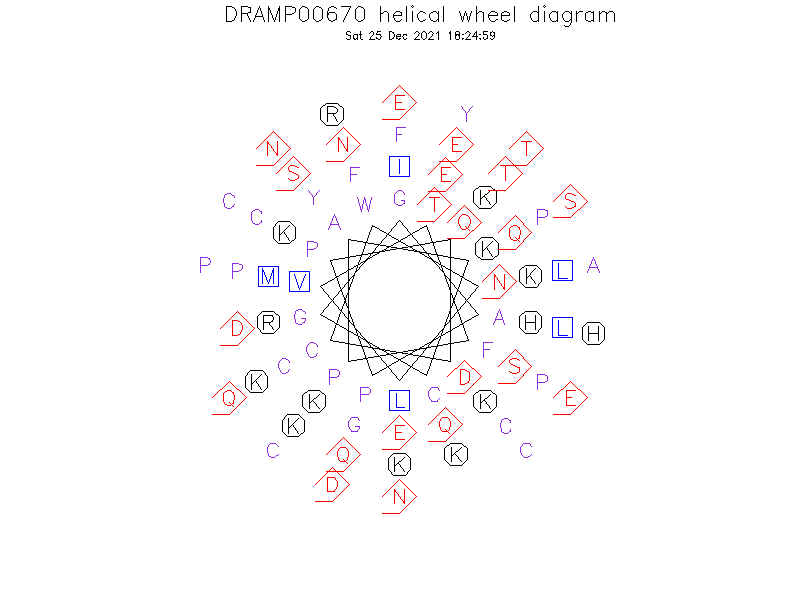 DRAMP00670 helical wheel diagram
Sat 25 Dec 2021 18:24:59
E
R Y
F
N N E T
I
S F E T
C Y W G T K S
C A Q P
K Q
P K
P P M V N K L A
D R G A H L H
C F
C S
K P D P
Q K P L C K E
K G E Q C
C Q K C
K
D
N